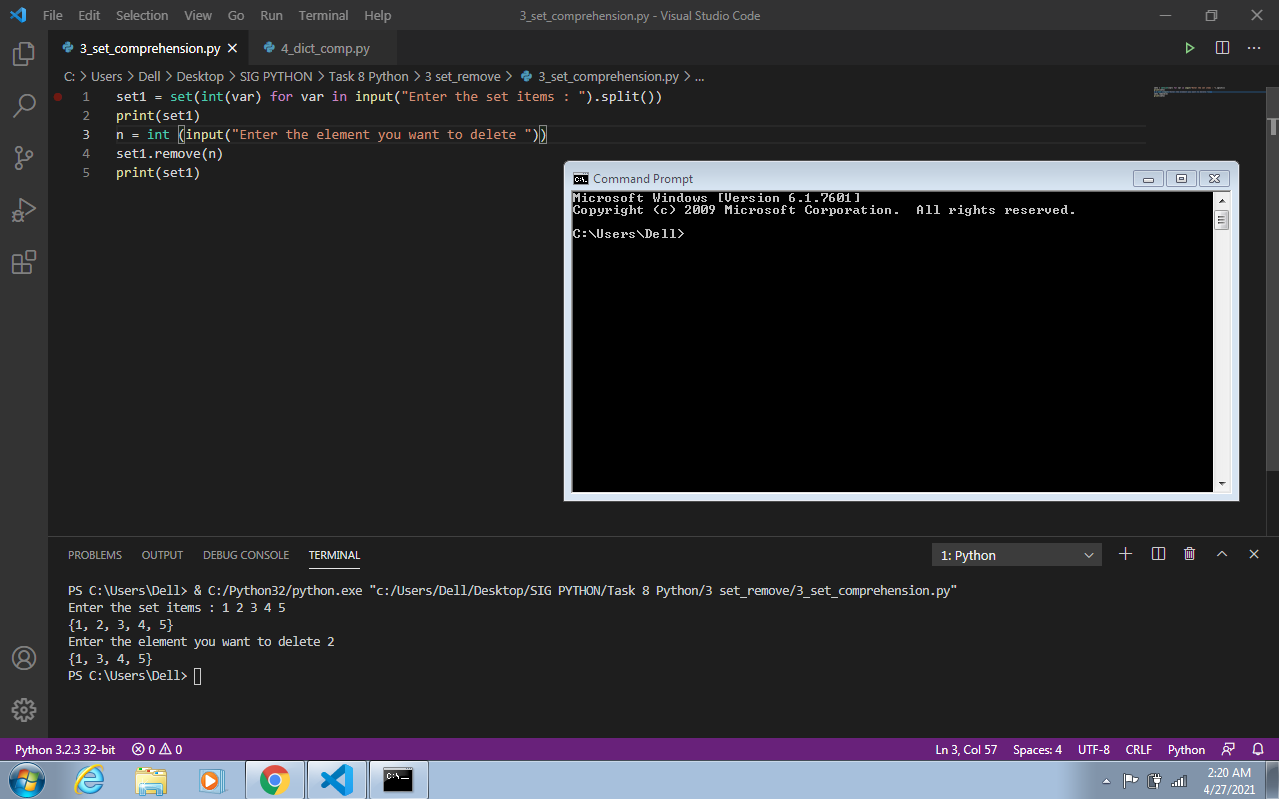 File Edit Selection View Go Run Terminal Help 3_set_comprehension.py - Visual Studio Code
3_set_comprehension.py 4_dict_comp.py
C: > Users > Dell > Desktop > SIG PYTHON > Task 8 Python > 3 set_remove > 3_set_comprehension.py > ...
1 set1 = set(int(var) for var in input("Enter the set items : ").split())
2 print(set1)
3 n = int (input("Enter the element you want to delete "))
4 set1.remove(n)
5 print(set1)
Command Prompt
Microsoft Windows [Version 6.1.7601]
Copyright (c) 2009 Microsoft Corporation.  All rights reserved.
C:\Users\Dell>
PROBLEMS OUTPUT DEBUG CONSOLE TERMINAL 1: Python
PS C:\Users\Dell> & C:/Python32/python.exe "c:/Users/Dell/Desktop/SIG PYTHON/Task 8 Python/3 set_remove/3_set_comprehension.py"
Enter the set items : 1 2 3 4 5
{1, 2, 3, 4, 5}
Enter the element you want to delete 2
{1, 3, 4, 5}
PS C:\Users\Dell>
Python 3.2.3 32-bit 0 0 Ln 3, Col 57 Spaces: 4 UTF-8 CRLF Python
2:20 AM
4/27/2021